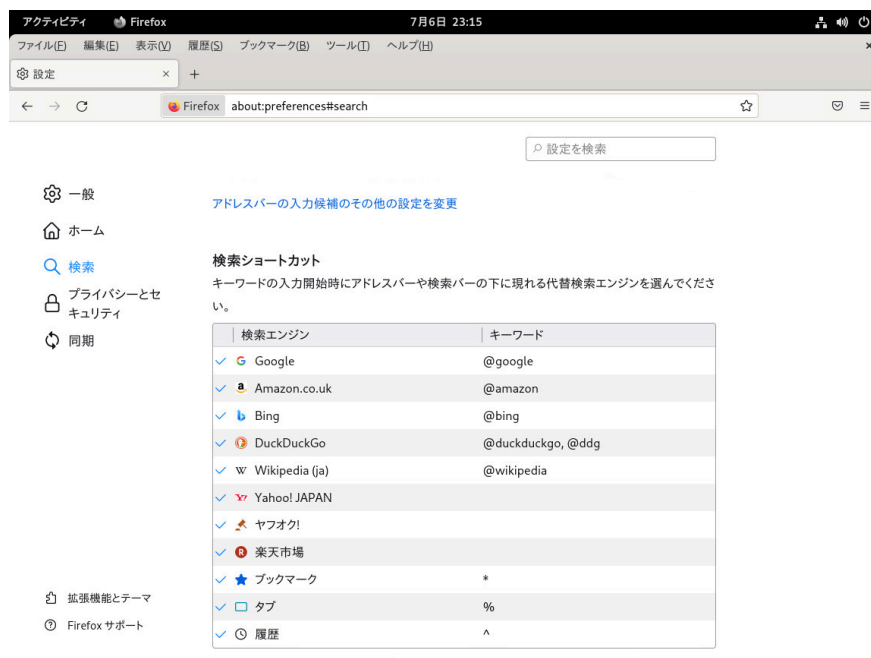 アクティビティ Firefox 7月6日 23:15
ファイル(F) 編集(E) 表示(V) 履歴(S) ブックマーク(B) ツール(T) ヘルプ(H)
設定
Firefox about:preferences#search
設定を検索
一般
ホーム
検索
プライバシーとセ
キュリティ
同期
拡張機能とテーマ
Firefox サポート
アドレスバーの入力候補のその他の設定を変更
検索ショートカット
キーワードの入力開始時にアドレスバーや検索バーの下に現れる代替検索エンジンを選んでくださ
い。
検索エンジン キーワード
Google @google
Amazon.co.uk @amazon
Bing @bing
DuckDuckGo @duckduckgo, @ddg
Wikipedia (ja) @wikipedia
Yahoo! JAPAN
ヤフオク!
楽天市場
ブックマーク *
タブ %
履歴 ^